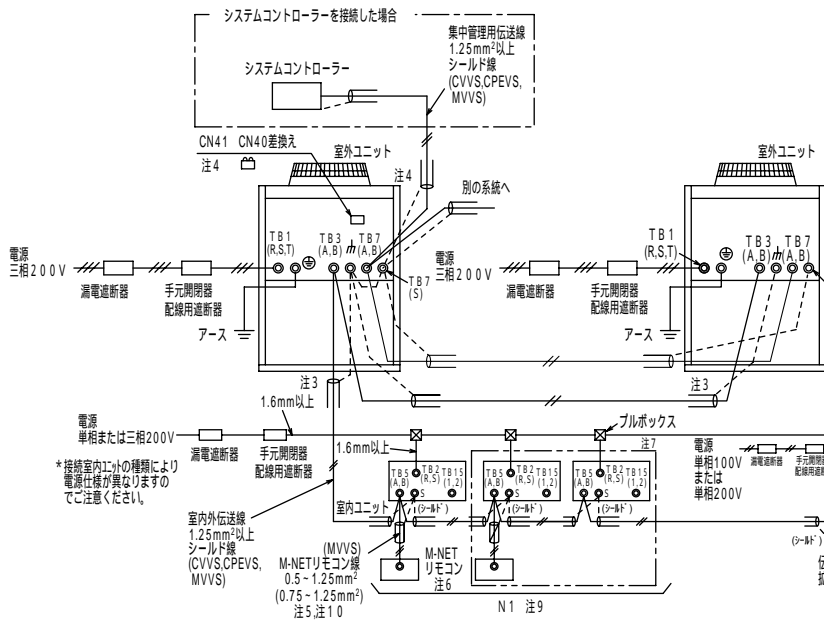 システムコントローラーを接続した場合
システムコントローラー
集中管理用伝送線
1.25mm²以上
シールド線
(CVVS,CPEVS,
MVVS)
CN41 CN40差換え
注4
室外ユニット
注4
別の系統へ
室外ユニット
TB1
(R,S,T)
TB3
(A,B)
TB7
(A,B)
TB7
(S)
電源
三相200V
漏電遮断器
手元開閉器
配線用遮断器
アース
電源
三相200V
漏電遮断器
手元開閉器
配線用遮断器
アース
TB1
(R,S,T)
TB3
(A,B)
TB7
(A,B)
注3
注3
1.6mm以上
電源
単相または三相200V
漏電遮断器
手元開閉器
配線用遮断器
プルボックス
1.6mm以上
注7
電源
単相100V
または
単相200V
漏電遮断器
手元開閉器
配線用遮断
*接続室内ユニットの種類により
電源仕様が異なりますの
でご注意ください。
TB5
(A,B)
TB2
(R,S)
TB15
(1,2)
S
TB5
(A,B)
TB2
(R,S)
TB15
(1,2)
S
TB5
(A,B)
TB2
(R,S)
TB15
(1,2)
S
室内ユニット
(シールド)
(シールド)
(シールド)
(シールド)
室内外伝送線
1.25mm²以上
シールド線
(CVVS,CPEVS,
MVVS)
(MVVS)
M-NETリモコン線
0.5~1.25mm²
(0.75~1.25mm²)
注5,注10
M-NET
リモコン
注6
N1 注9
伝
拡